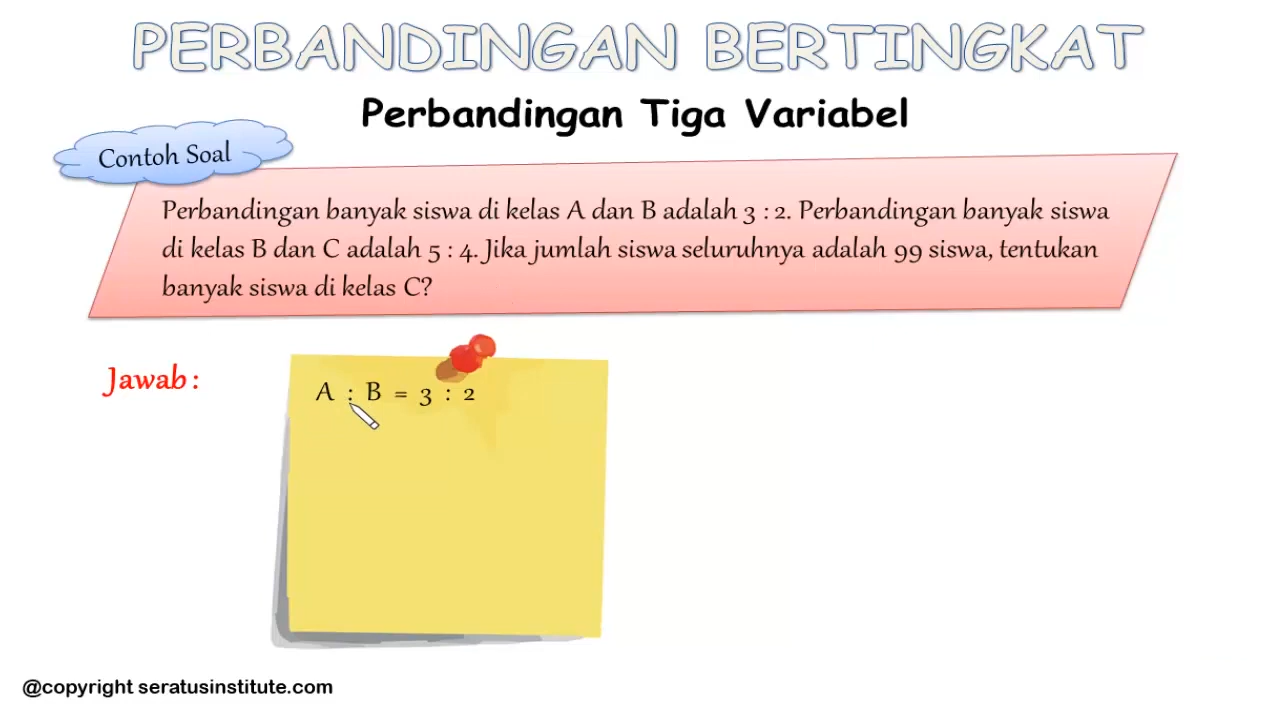 PERBANDINGAN BERTINGKAT
Perbandingan Tiga Variabel
Contoh Soal
Perbandingan banyak siswa di kelas A dan B adalah 3 : 2. Perbandingan banyak siswa
di kelas B dan C adalah 5 : 4. Jika jumlah siswa seluruhnya adalah 99 siswa, tentukan
banyak siswa di kelas C?
Jawab :
A : B = 3 : 2
@copyright seratusinstitute.com